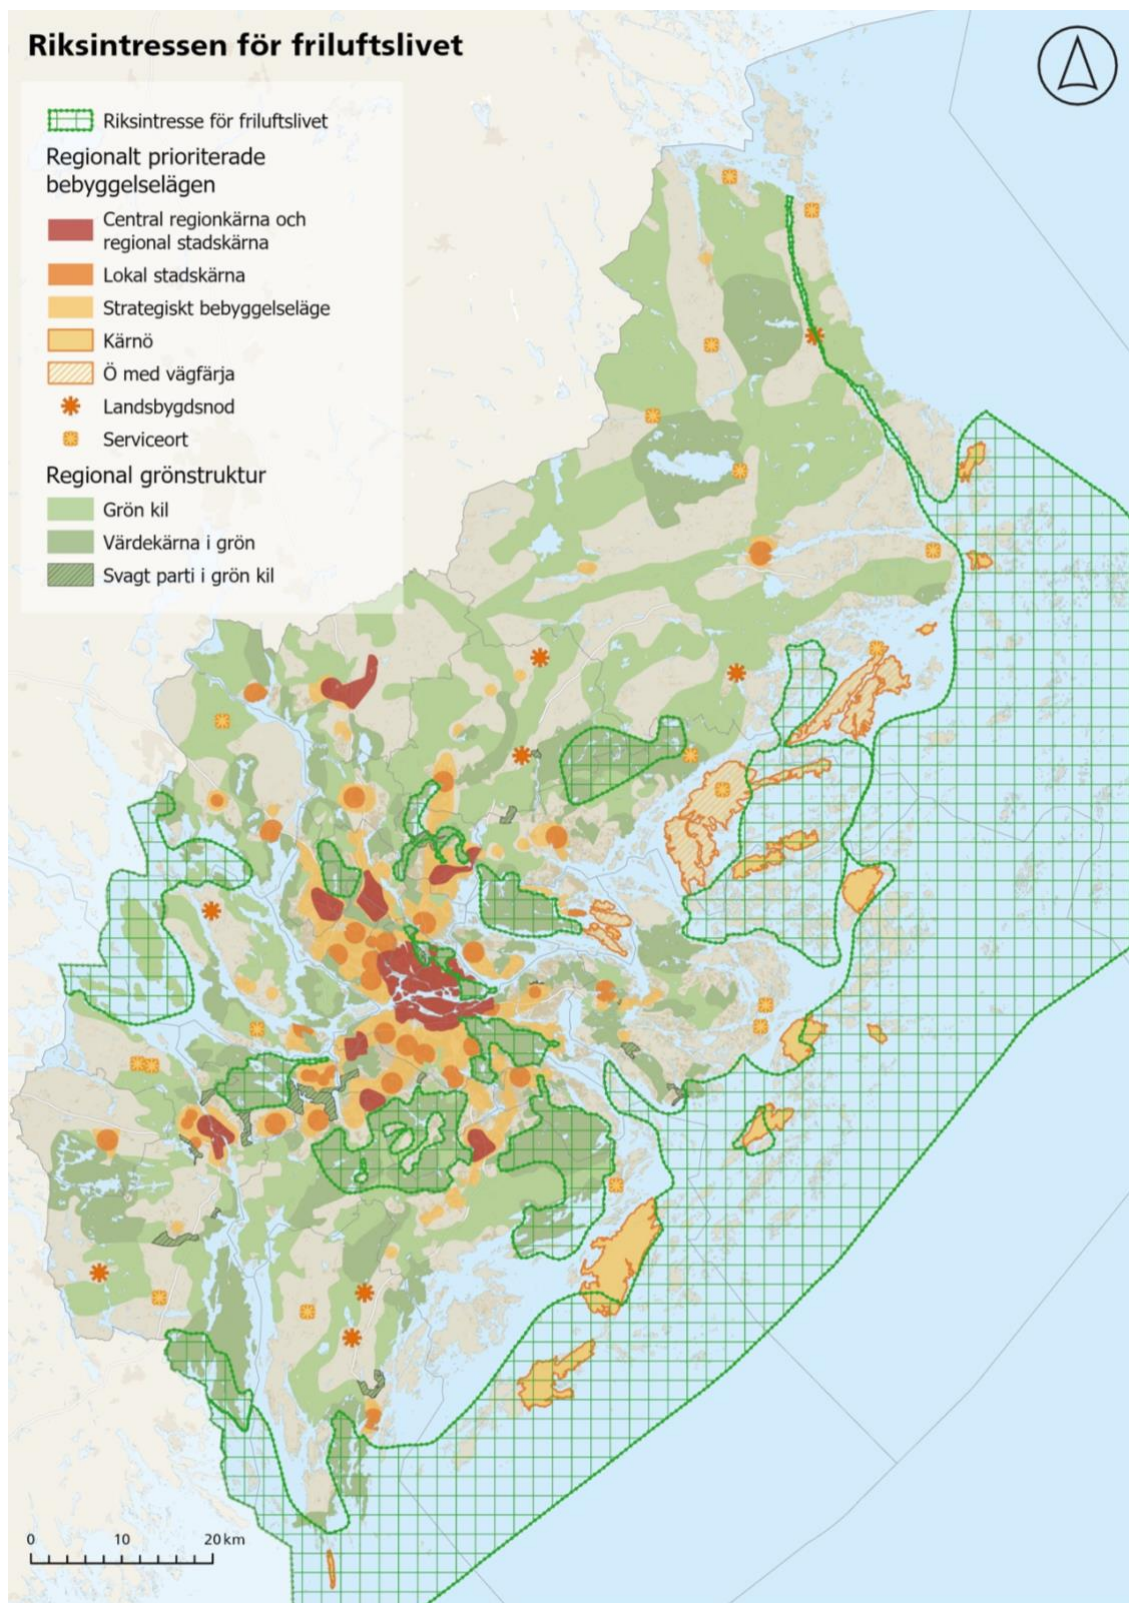 Riksintressen för friluftslivet
Riksintresse för friluftslivet
Regionalt prioriterade
bebyggelselägen
Central regionkärna och
regional stadskärna
Lokal stadskärna
Strategiskt bebyggelseläge
Kärnö
Ö med vägfärja
Landsbygdsnod
Serviceort
Regional grönstruktur
Grön kil
Värdekärna i grön
Svagt parti i grön kil
0 10 20 km